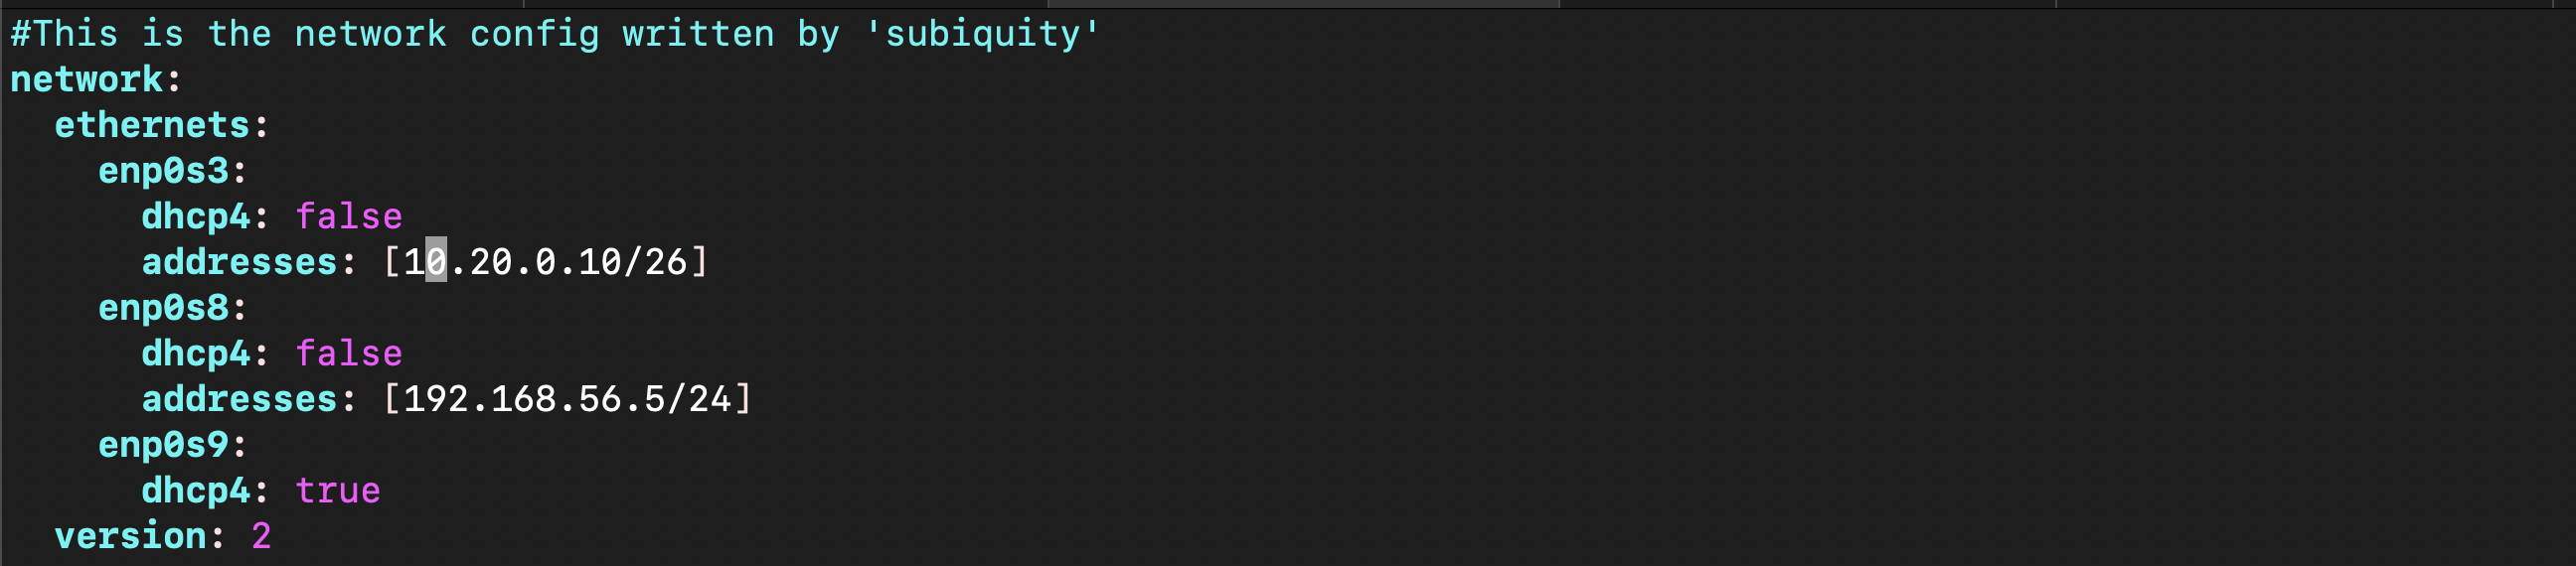 #This is the network config written by 'subiquity'
network:
  ethernets:
    enp0s3:
      dhcp4: false
      addresses: [10.20.0.10/26]
    enp0s8:
      dhcp4: false
      addresses: [192.168.56.5/24]
    enp0s9:
      dhcp4: true
  version: 2